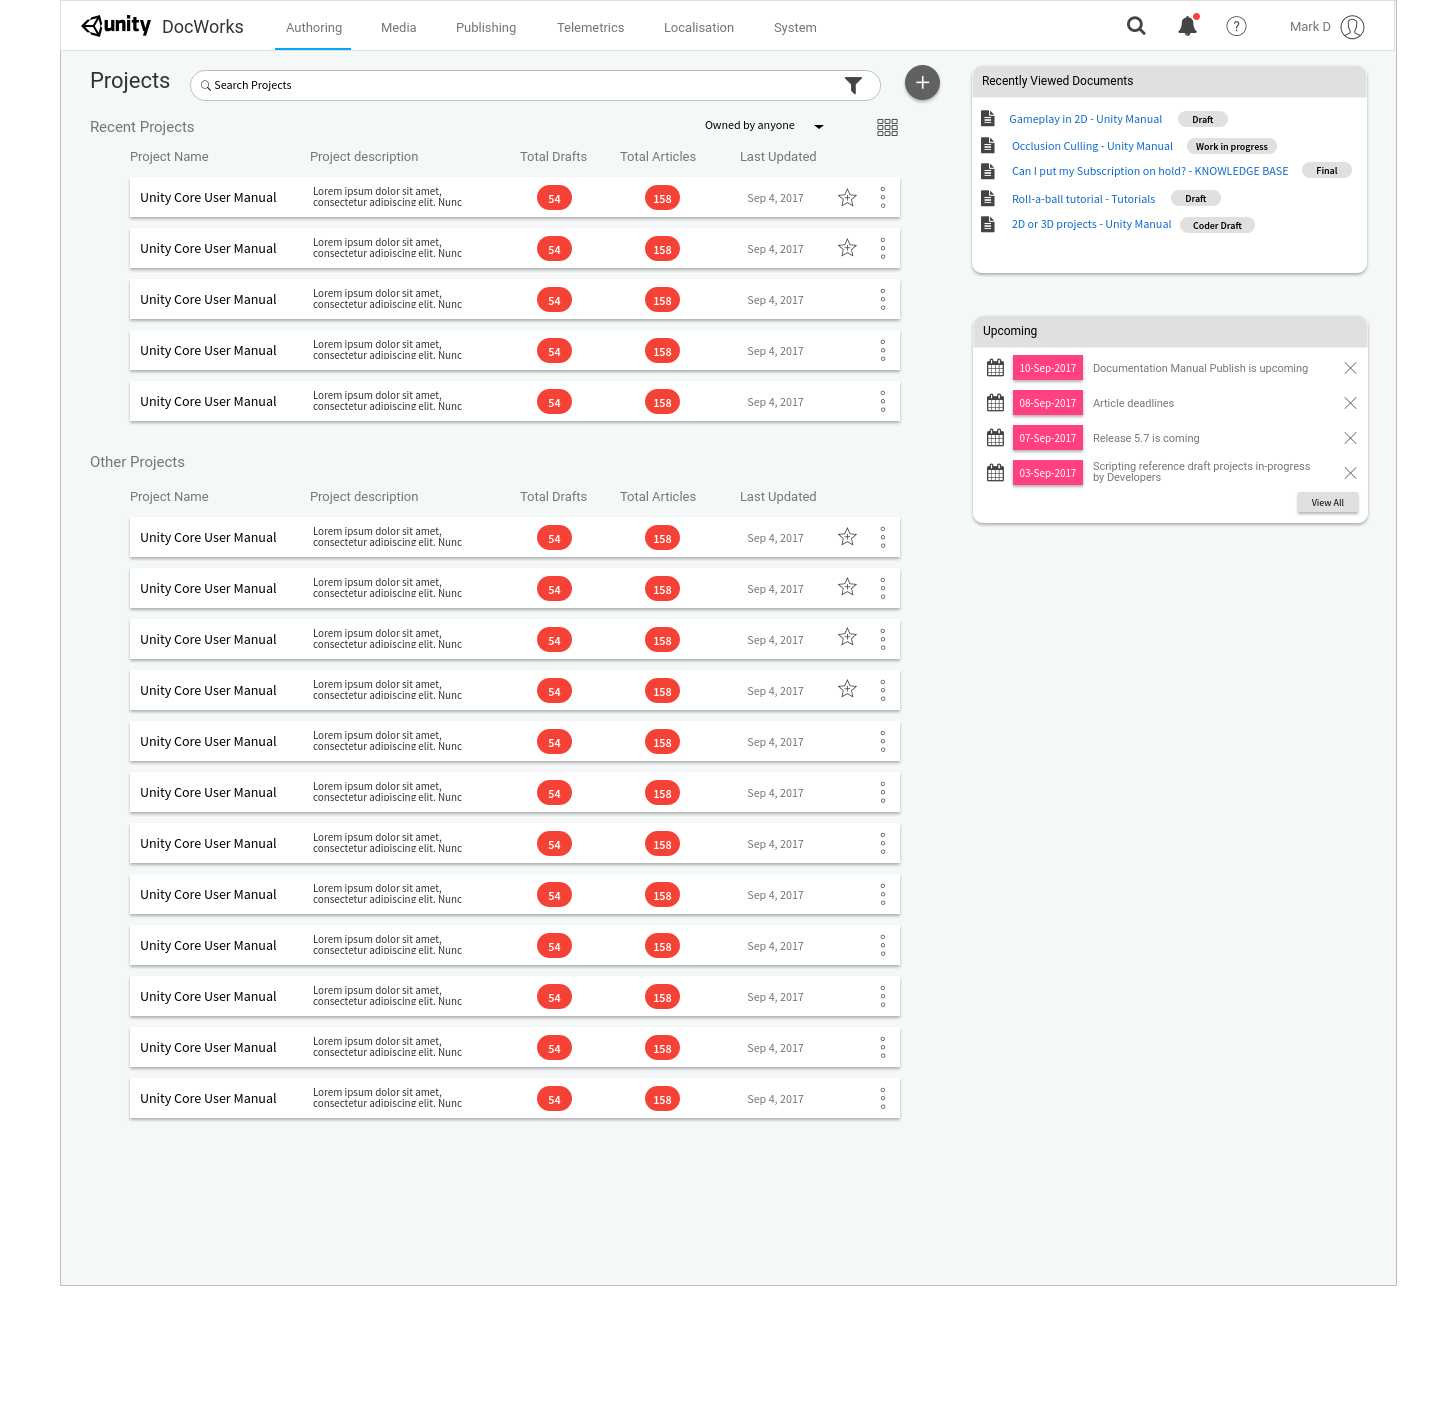 unity DocWorks Authoring Media Publishing Telemetrics Localisation System ? Mark D
Projects
Search Projects
Recent Projects
Owned by anyone
Project Name Project description Total Drafts Total Articles Last Updated
Unity Core User Manual Lorem ipsum dolor sit amet, 54 158 Sep 4, 2017
consectetur adipiscing elit. Nunc
Unity Core User Manual Lorem ipsum dolor sit amet, 54 158 Sep 4, 2017
consectetur adipiscing elit. Nunc
Unity Core User Manual Lorem ipsum dolor sit amet, 54 158 Sep 4, 2017
consectetur adipiscing elit. Nunc
Unity Core User Manual Lorem ipsum dolor sit amet, 54 158 Sep 4, 2017
consectetur adipiscing elit. Nunc
Unity Core User Manual Lorem ipsum dolor sit amet, 54 158 Sep 4, 2017
consectetur adipiscing elit. Nunc
Other Projects
Project Name Project description Total Drafts Total Articles Last Updated
Unity Core User Manual Lorem ipsum dolor sit amet, 54 158 Sep 4, 2017
consectetur adipiscing elit. Nunc
Unity Core User Manual Lorem ipsum dolor sit amet, 54 158 Sep 4, 2017
consectetur adipiscing elit. Nunc
Unity Core User Manual Lorem ipsum dolor sit amet, 54 158 Sep 4, 2017
consectetur adipiscing elit. Nunc
Unity Core User Manual Lorem ipsum dolor sit amet, 54 158 Sep 4, 2017
consectetur adipiscing elit. Nunc
Unity Core User Manual Lorem ipsum dolor sit amet, 54 158 Sep 4, 2017
consectetur adipiscing elit. Nunc
Unity Core User Manual Lorem ipsum dolor sit amet, 54 158 Sep 4, 2017
consectetur adipiscing elit. Nunc
Unity Core User Manual Lorem ipsum dolor sit amet, 54 158 Sep 4, 2017
consectetur adipiscing elit. Nunc
Unity Core User Manual Lorem ipsum dolor sit amet, 54 158 Sep 4, 2017
consectetur adipiscing elit. Nunc
Unity Core User Manual Lorem ipsum dolor sit amet, 54 158 Sep 4, 2017
consectetur adipiscing elit. Nunc
Unity Core User Manual Lorem ipsum dolor sit amet, 54 158 Sep 4, 2017
consectetur adipiscing elit. Nunc
Unity Core User Manual Lorem ipsum dolor sit amet, 54 158 Sep 4, 2017
consectetur adipiscing elit. Nunc
Unity Core User Manual Lorem ipsum dolor sit amet, 54 158 Sep 4, 2017
consectetur adipiscing elit. Nunc
Recently Viewed Documents
Gameplay in 2D - Unity Manual Draft
Occlusion Culling - Unity Manual Work in progress
Can I put my Subscription on hold? - KNOWLEDGE BASE Final
Roll-a-ball tutorial - Tutorials Draft
2D or 3D projects - Unity Manual Coder Draft
Upcoming
10-Sep-2017 Documentation Manual Publish is upcoming
08-Sep-2017 Article deadlines
07-Sep-2017 Release 5.7 is coming
03-Sep-2017 Scripting reference draft projects in-progress
by Developers
View All